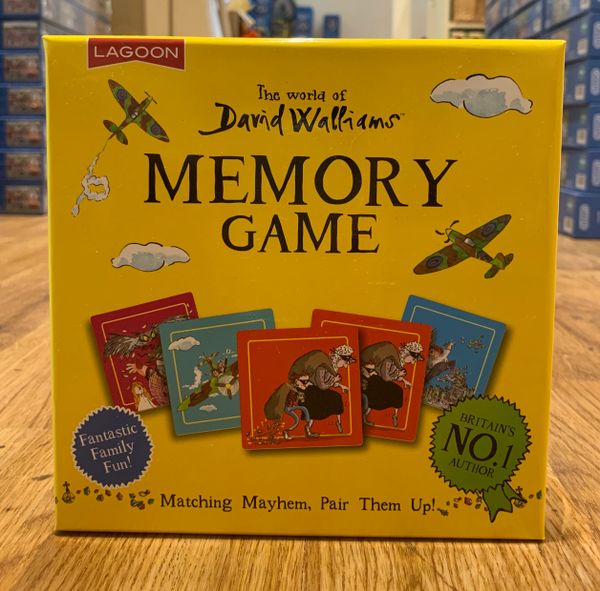 LAGOON
The world of
David Walliams
MEMORY
GAME
Fantastic
Family
Fun!
BRITAIN'S
NO.1
AUTHOR
Matching Mayhem, Pair Them Up!